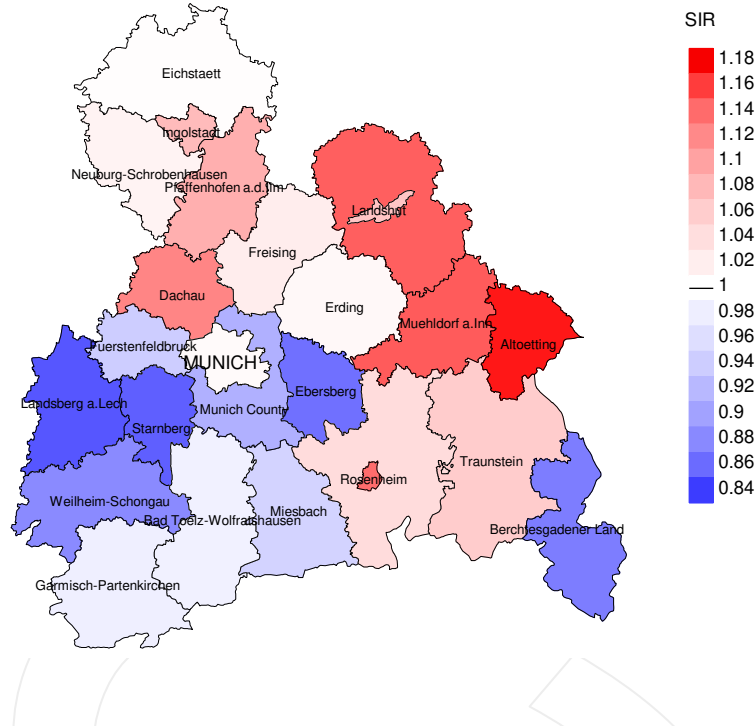 SIR
1.18
1.16
1.14
1.12
1.1
1.08
1.06
1.04
1.02
1
0.98
0.96
0.94
0.92
0.9
0.88
0.86
0.84
Eichstaett
Ingolstadt
Neuburg-Schrobenhausen
Pfaffenhofen a.d.Ilm
Landshut
Freising
Dachau
Erding
Muehldorf a.Inn
Altoetting
Fuerstenfeldbruck
MUNICH
Ebersberg
Landsberg a.Lech
Munich County
Starnberg
Traunstein
Rosenheim
Weilheim-Schongau
Miesbach
Bad Toelz-Wolfratshausen
Berchtesgadener Land
Garmisch-Partenkirchen